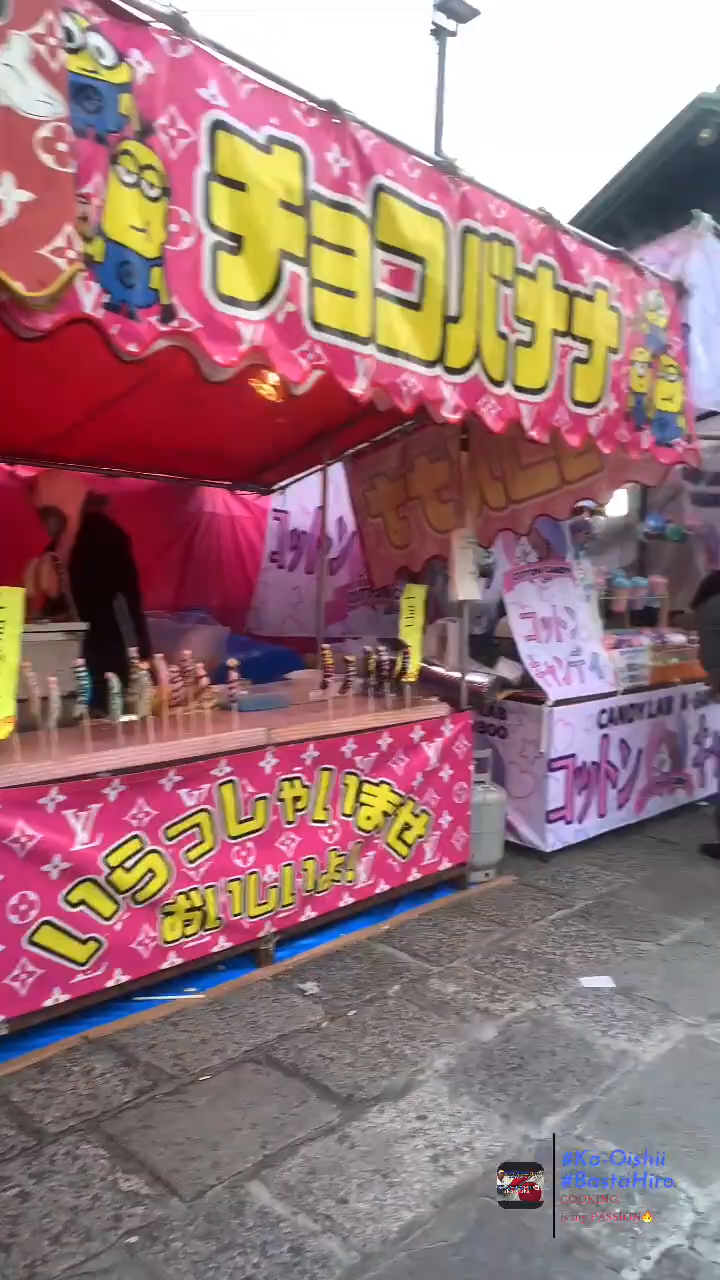 チョコバナナ
いらっしゃいませ
おいしいよ!
コットン
コットン
キャンディ
CANDY LAB
コットン
#Ka-Oishii
#BastaHiro
COOKING
is my PASSION